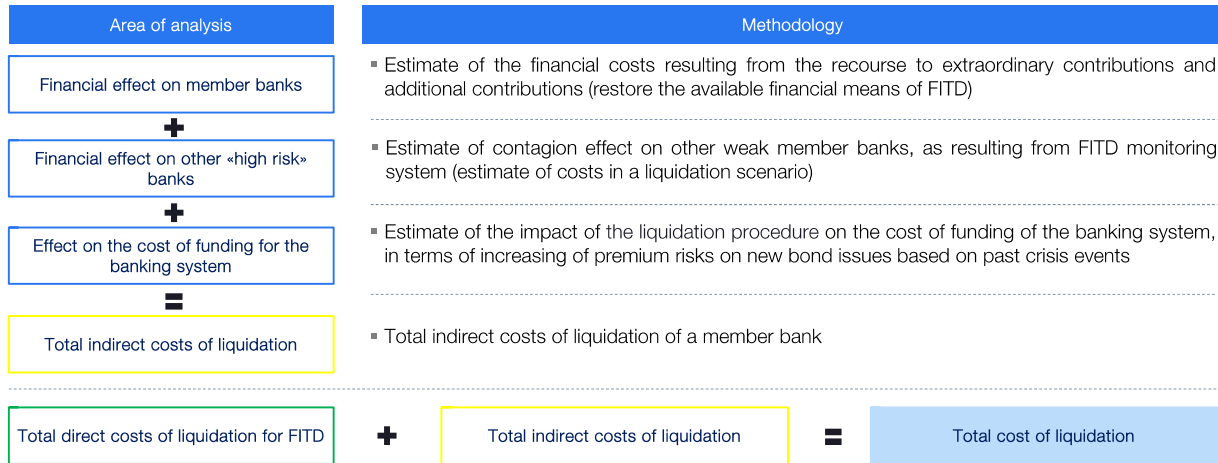 Area of analysis
Methodology
Financial effect on member banks
▪ Estimate of the financial costs resulting from the recourse to extraordinary contributions and
additional contributions (restore the available financial means of FITD)
+
Financial effect on other «high risk»
banks
▪ Estimate of contagion effect on other weak member banks, as resulting from FITD monitoring
system (estimate of costs in a liquidation scenario)
+
Effect on the cost of funding for the
banking system
▪ Estimate of the impact of the liquidation procedure on the cost of funding of the banking system,
in terms of increasing of premium risks on new bond issues based on past crisis events
=
Total indirect costs of liquidation
▪ Total indirect costs of liquidation of a member bank
Total direct costs of liquidation for FITD + Total indirect costs of liquidation = Total cost of liquidation